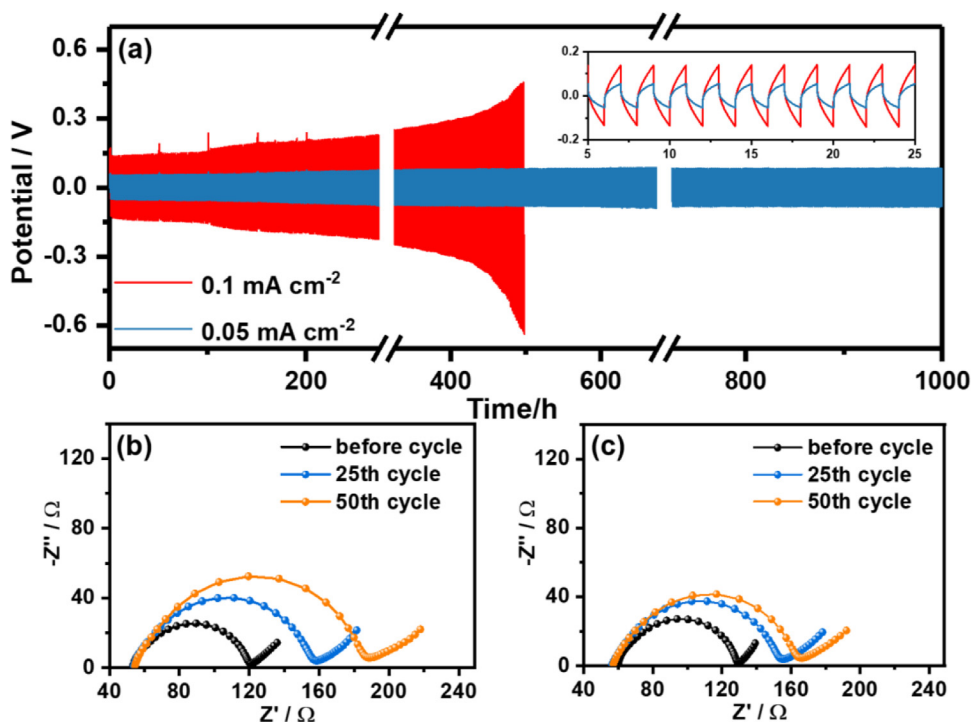 (a)
Potential / V
0.6
0.3
0.0
-0.3
-0.6
0.1 mA cm-2
0.05 mA cm-2
0.2
0.0
-0.2
5 10 15 20 25
0 200 400 600 800 1000
Time/h
(b)
before cycle
25th cycle
50th cycle
-Z'' / Ω
120
80
40
0
40 80 120 160 200 240
Z' / Ω
(c)
before cycle
25th cycle
50th cycle
-Z'' / Ω
120
80
40
0
40 80 120 160 200 240
Z' / Ω